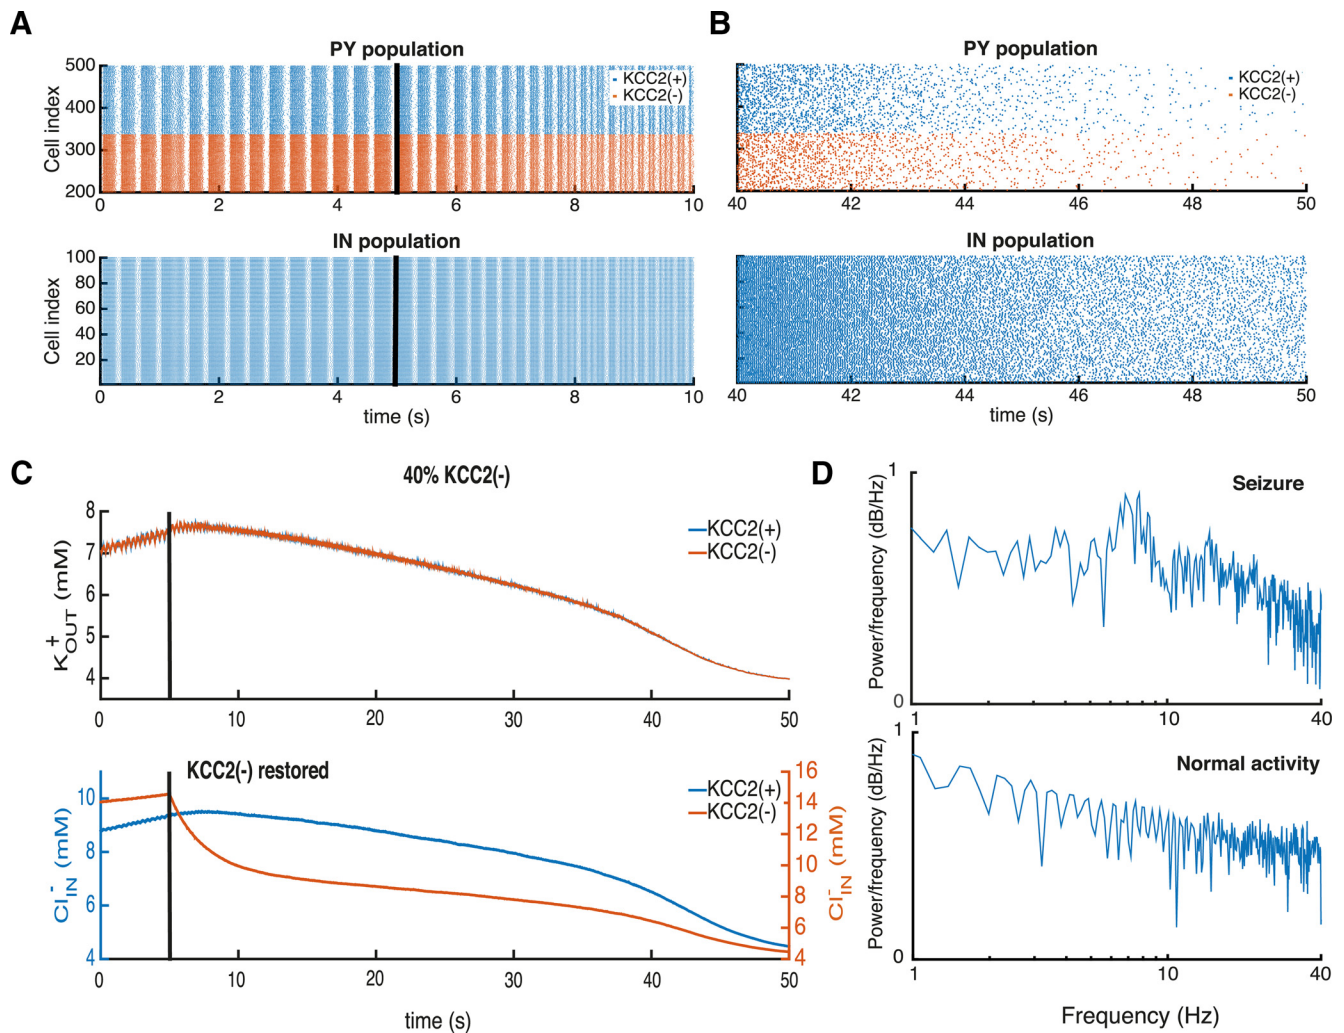 A
PY population
500
400
300
200
Cell index
KCC2(+)
KCC2(-)
0 2 4 6 8 10
IN population
100
80
60
40
20
Cell index
0 2 4 6 8 10
time (s)
B
PY population
KCC2(+)
KCC2(-)
40 42 44 46 48 50
IN population
40 42 44 46 48 50
time (s)
C
40% KCC2(-)
8
7
6
5
4
K+OUT (mM)
KCC2(+)
KCC2(-)
0 10 20 30 40 50
KCC2(-) restored
10
8
6
4
Cl-IN (mM)
KCC2(+)
KCC2(-)
16
14
12
10
8
6
4
Cl-IN (mM)
0 10 20 30 40 50
time (s)
D
1
0
Power/frequency (dB/Hz)
Seizure
1 10 40
1
0
Power/frequency (dB/Hz)
Normal activity
1 10 40
Frequency (Hz)